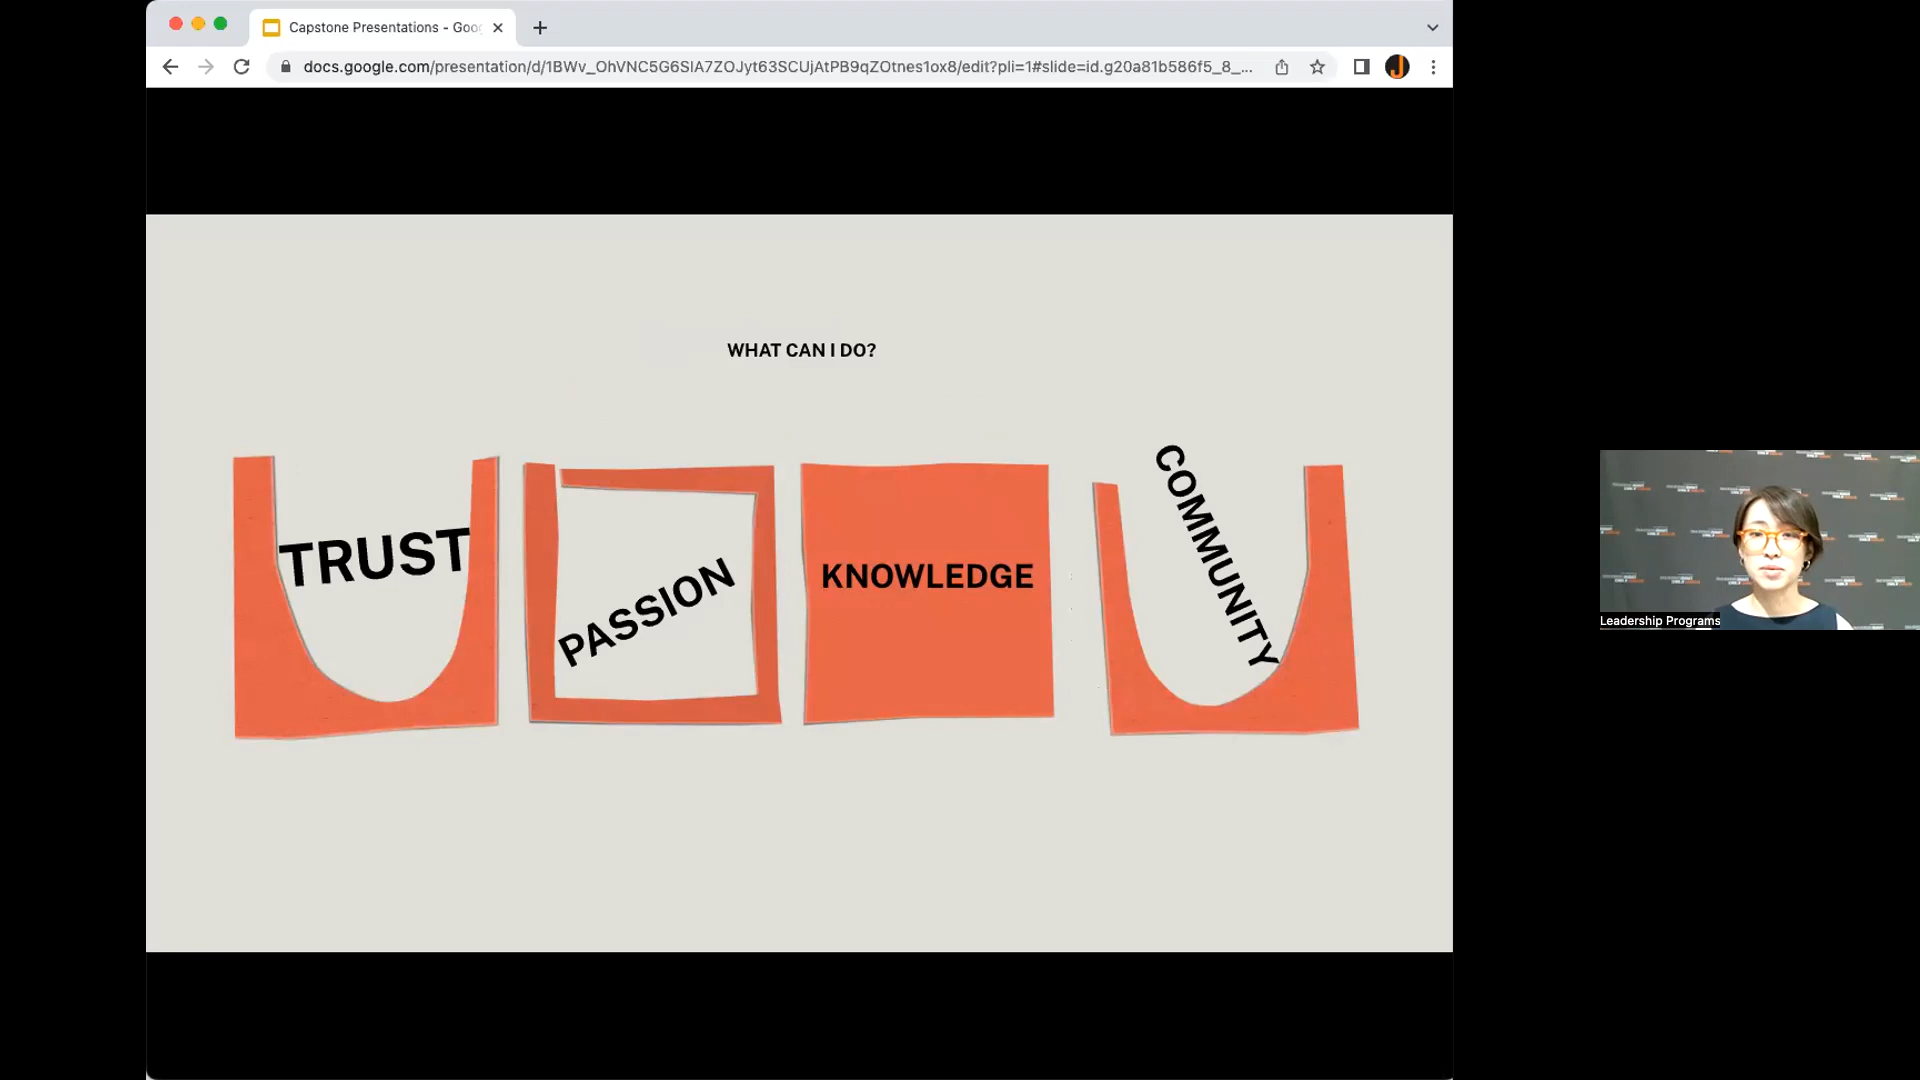 Capstone Presentations - Goo
docs.google.com/presentation/d/1BWv_OhVNC5G6SlA7ZOJyt63SCUjAtPB9qZOtnes1ox8/edit?pli=1#slide=id.g20a81b586f5_8_...
WHAT CAN I DO?
TRUST
PASSION
KNOWLEDGE
COMMUNITY
Leadership Programs